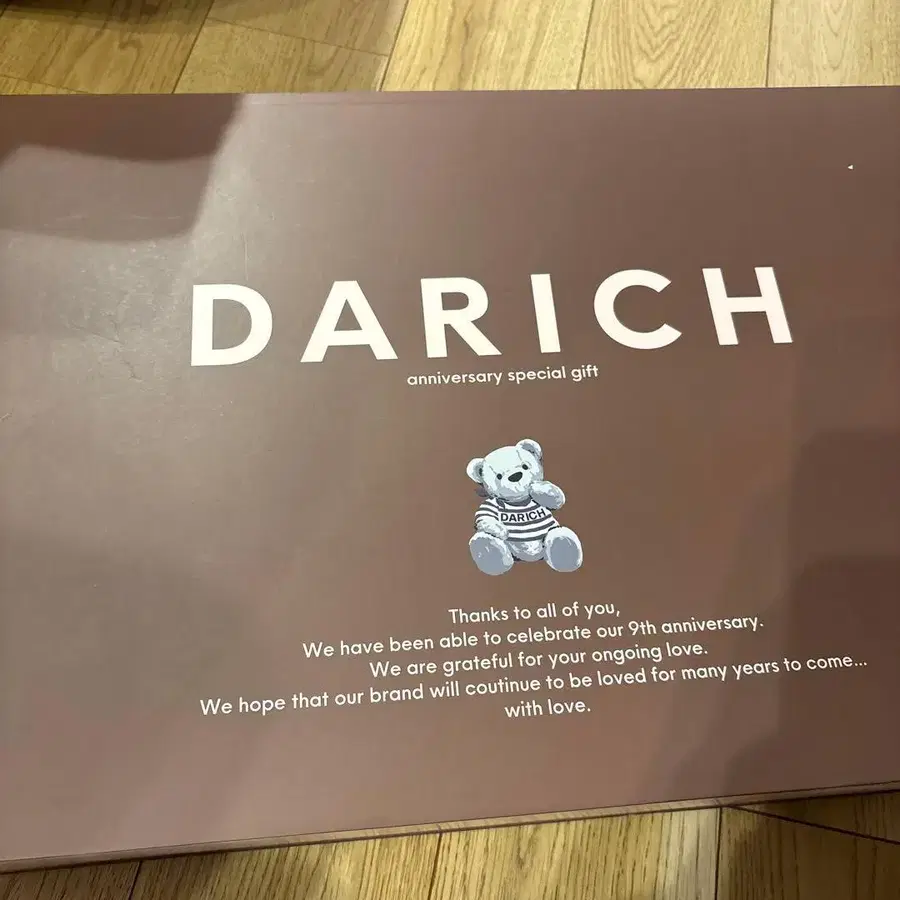 DARICH
anniversary special gift
DARICH
Thanks to all of you,
We have been able to celebrate our 9th anniversary.
We are grateful for your ongoing love.
We hope that our brand will coutinue to be loved for many years to come...
with love.